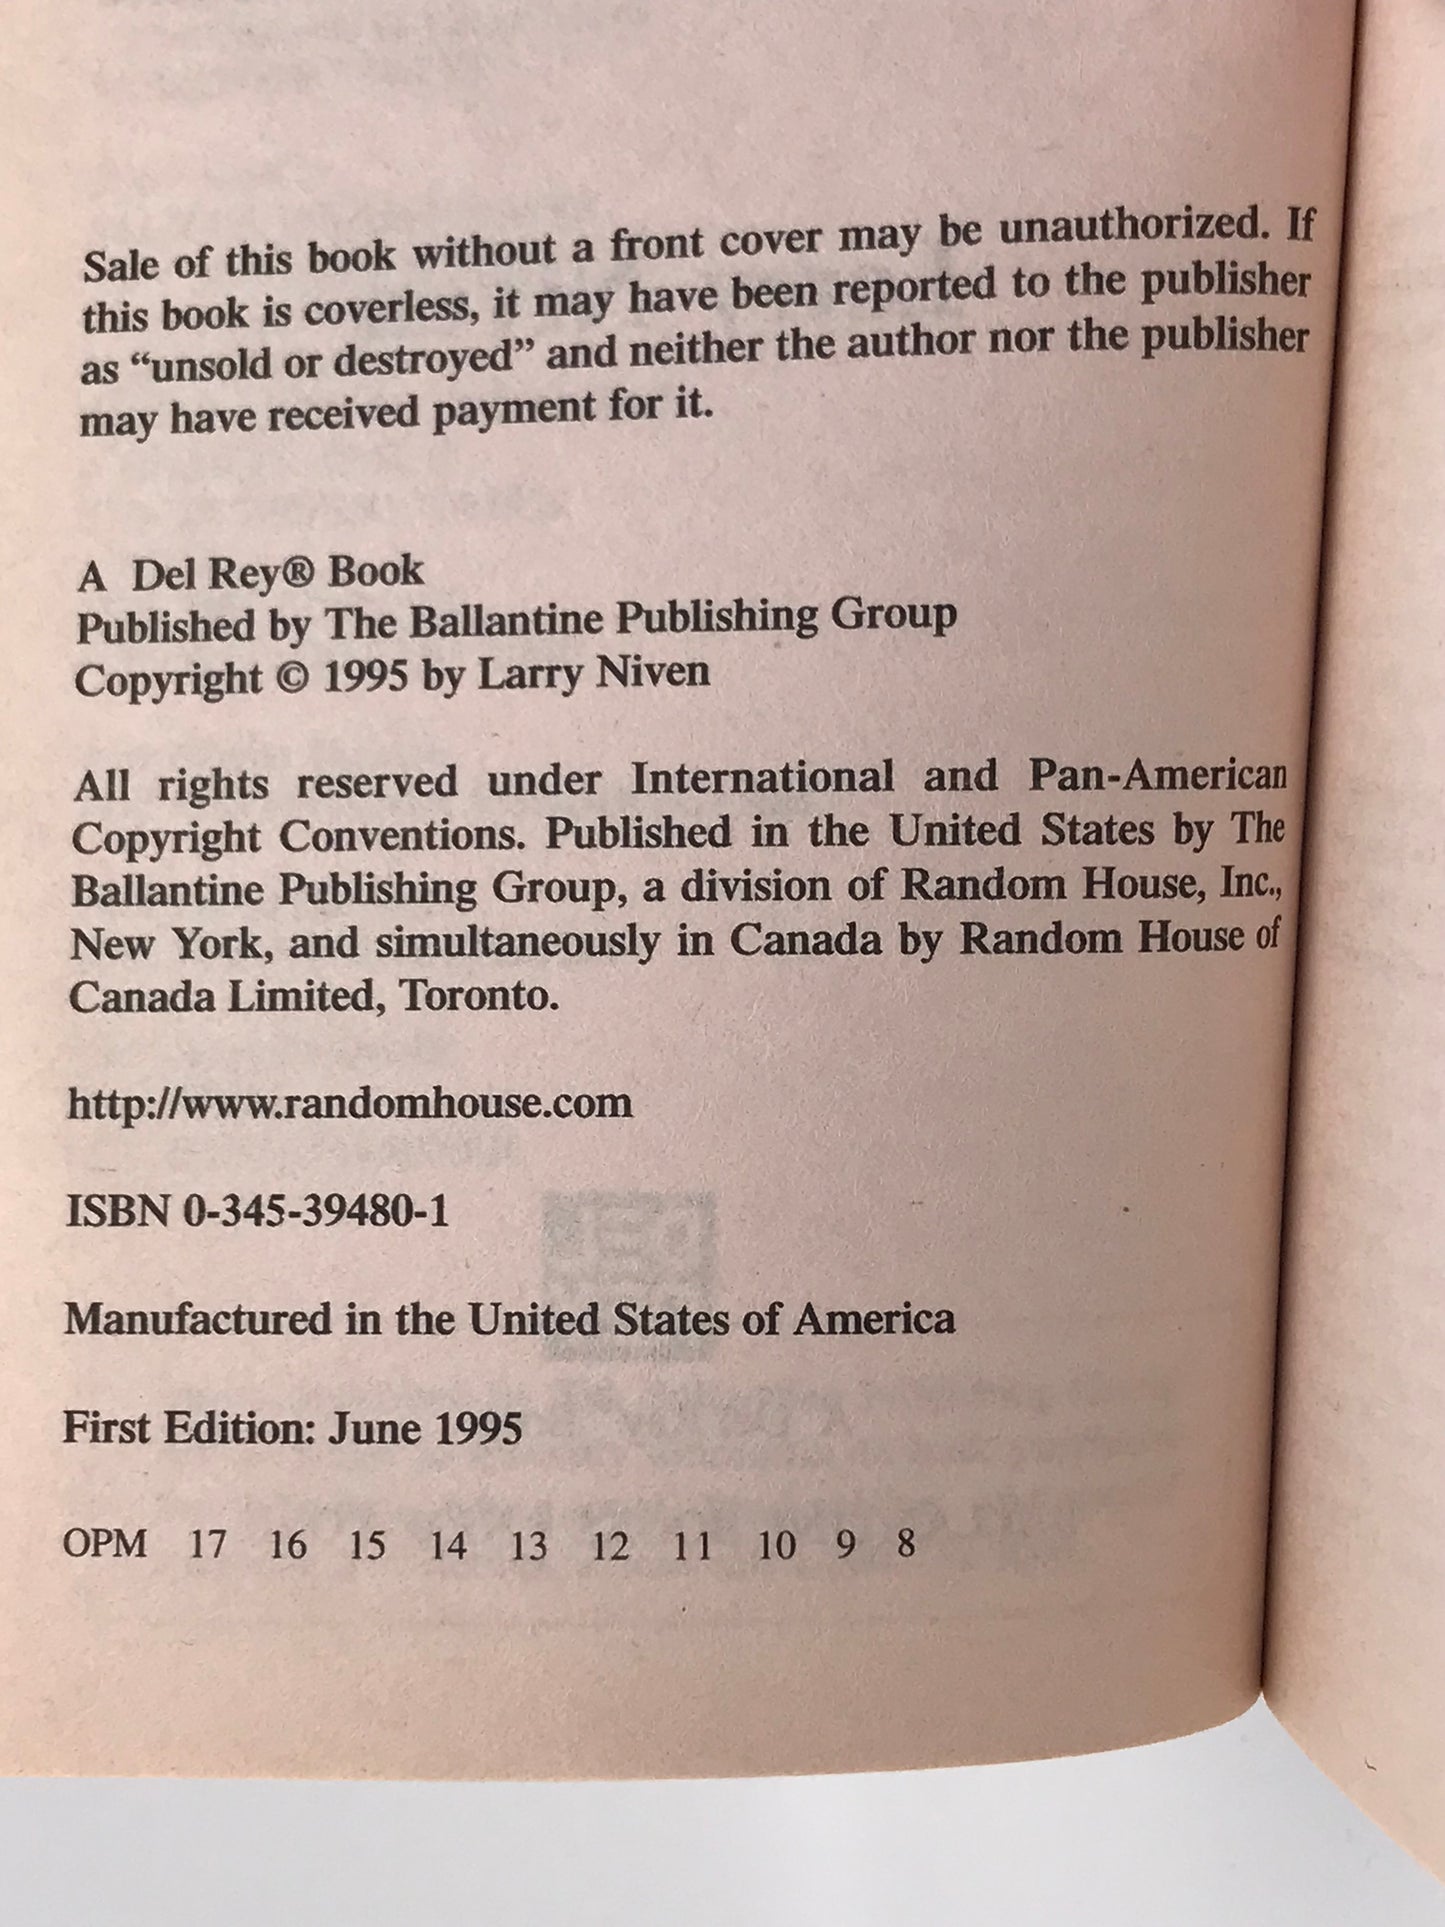 Sale of this book without a front cover may be unauthorized. If
this book is coverless, it may have been reported to the publisher
as “unsold or destroyed” and neither the author nor the publisher
may have received payment for it.
A Del Rey® Book
Published by The Ballantine Publishing Group
Copyright © 1995 by Larry Niven
All rights reserved under International and Pan-American
Copyright Conventions. Published in the United States by The
Ballantine Publishing Group, a division of Random House, Inc.,
New York, and simultaneously in Canada by Random House of
Canada Limited, Toronto.
http://www.randomhouse.com
ISBN 0-345-39480-1
Manufactured in the United States of America
First Edition: June 1995
OPM 17 16 15 14 13 12 11 10 9 8